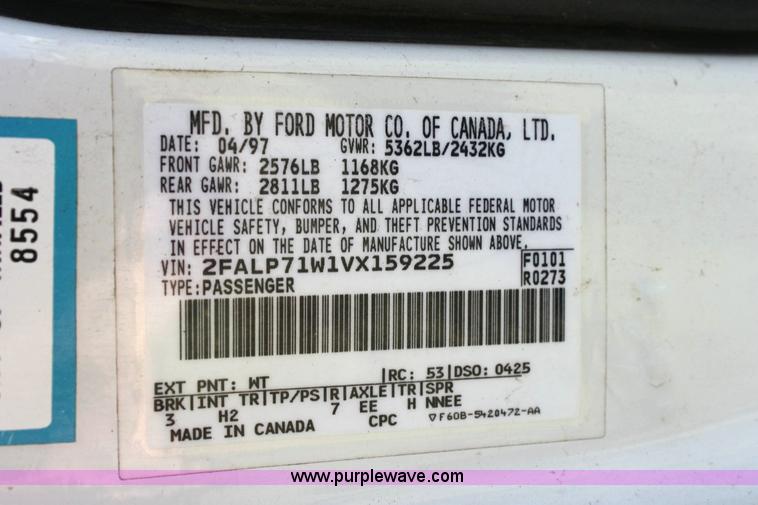 MFD. BY FORD MOTOR CO. OF CANADA, LTD.
DATE: 04/97 GVWR: 5362LB/2432KG
FRONT GAWR: 2576LB 1168KG
REAR GAWR: 2811LB 1275KG
THIS VEHICLE CONFORMS TO ALL APPLICABLE FEDERAL MOTOR
VEHICLE SAFETY, BUMPER, AND THEFT PREVENTION STANDARDS
IN EFFECT ON THE DATE OF MANUFACTURE SHOWN ABOVE.
VIN: 2FALP71W1VX159225 F0101
TYPE: PASSENGER R0273
EXT PNT: WT |RC: 53|DSO: 0425
BRK|INT TR|TP/PS|R|AXLE|TR|SPR
3 H2 7 EE H NNEE
MADE IN CANADA CPC ▽F60B-5420472-AA
8554
www.purplewave.com